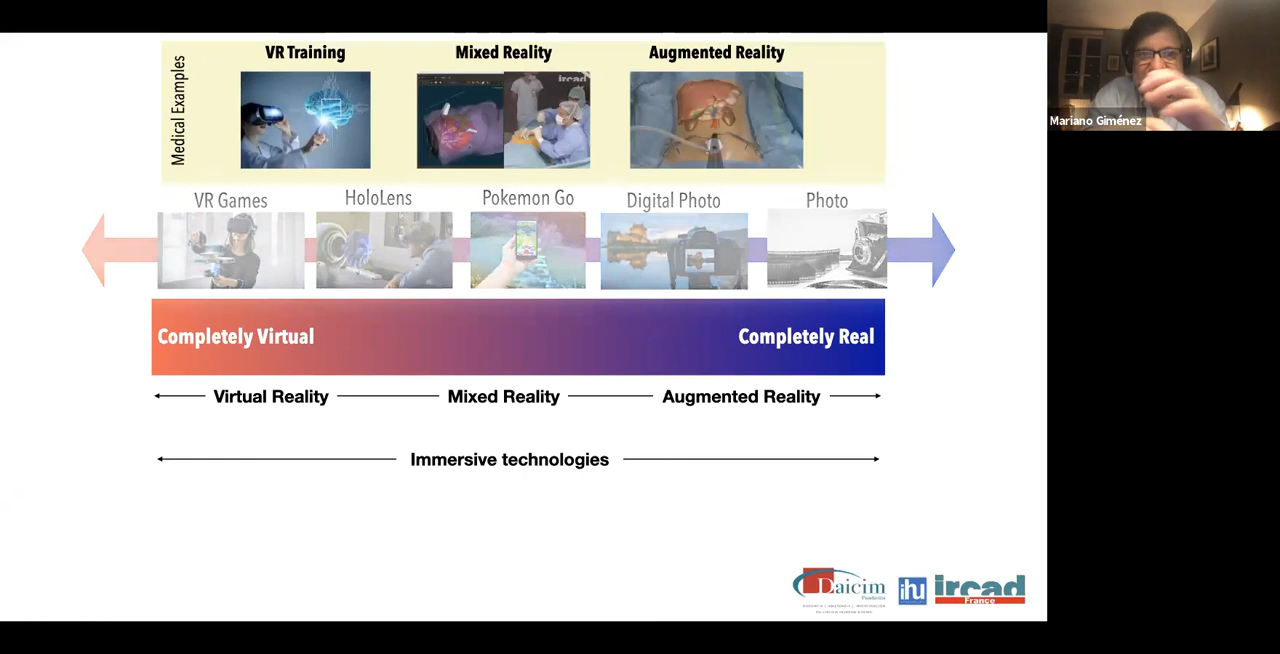 VR Training
Mixed Reality
Augmented Reality
Medical Examples
ircad
VR Games
HoloLens
Pokemon Go
Digital Photo
Photo
Completely Virtual
Completely Real
Virtual Reality
Mixed Reality
Augmented Reality
Immersive technologies
Daicim
Fundación
ihu
ircad
France
Mariano Giménez